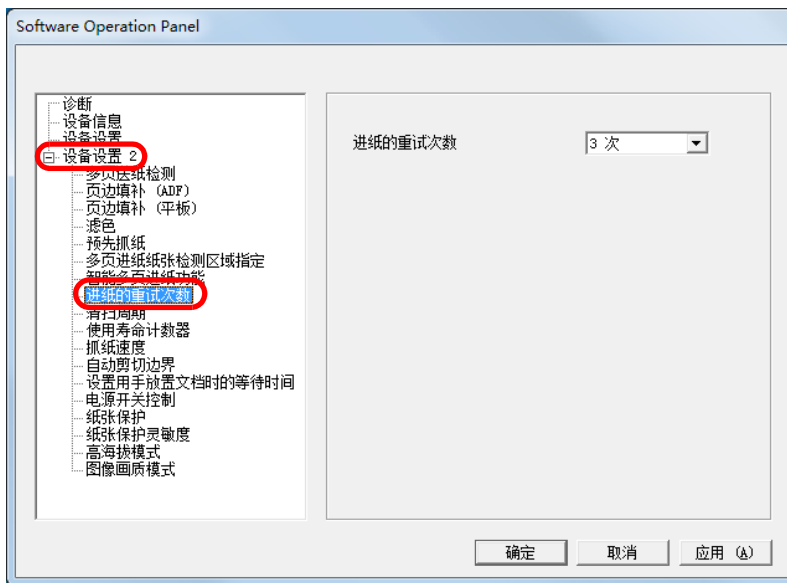 Software Operation Panel
诊断
设备信息
设备设置
设备设置 2
多页送纸检测
页边填补 (ADF)
页边填补 (平板)
滤色
预先抓纸
多页进纸纸张检测区域指定
智能多页进纸功能
进纸的重试次数
清扫周期
使用寿命计数器
抓纸速度
自动剪切边界
设置用手放置文档时的等待时间
电源开关控制
纸张保护
纸张保护灵敏度
高海拔模式
图像画质模式
进纸的重试次数 3 次
确定 取消 应用 (A)